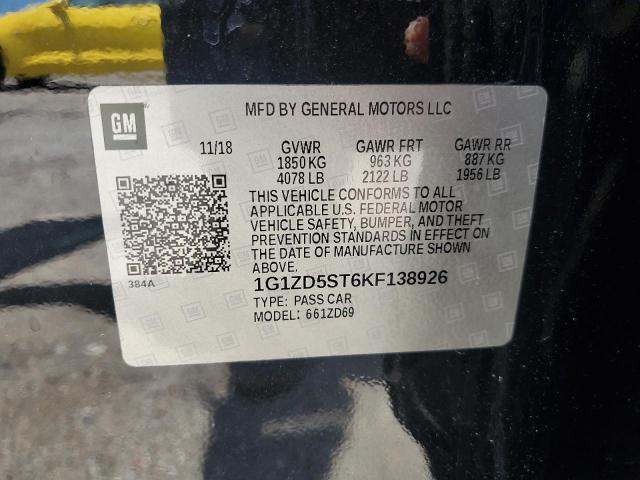 GM
MFD BY GENERAL MOTORS LLC
11/18 GVWR GAWR FRT GAWR RR
1850 KG 963 KG 887 KG
4078 LB 2122 LB 1956 LB
THIS VEHICLE CONFORMS TO ALL
APPLICABLE U.S. FEDERAL MOTOR
VEHICLE SAFETY, BUMPER, AND THEFT
PREVENTION STANDARDS IN EFFECT ON
THE DATE OF MANUFACTURE SHOWN
ABOVE.
384A
1G1ZD5ST6KF138926
TYPE: PASS CAR
MODEL: 661ZD69